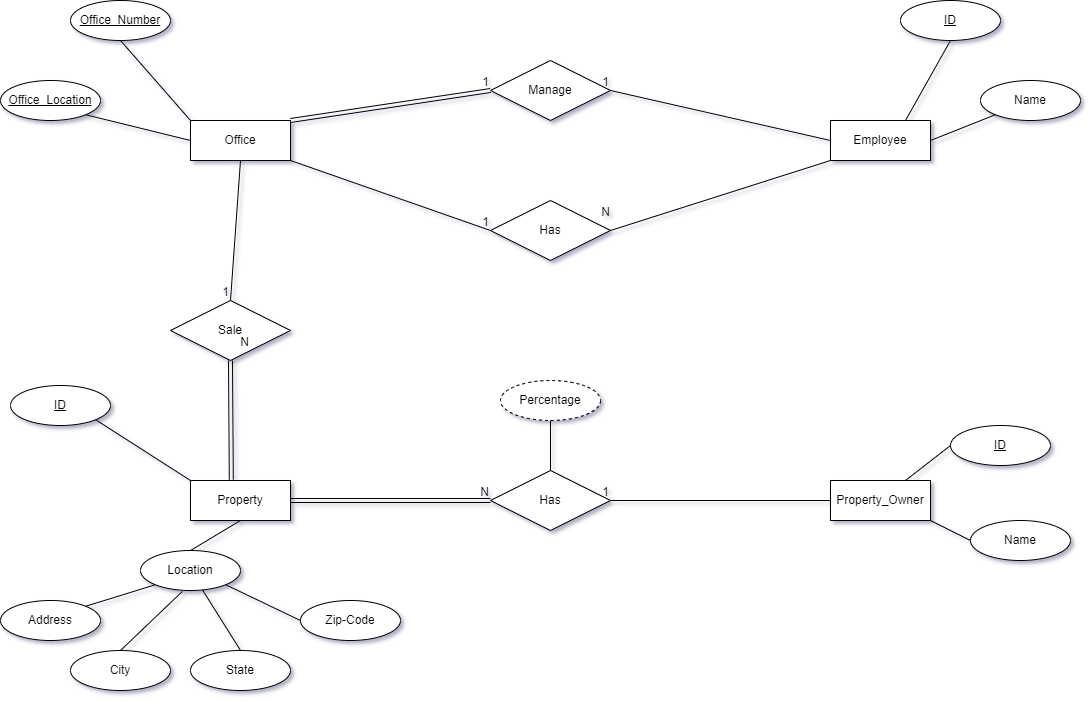 Office_Number
ID
Office_Location
Name
1
Manage
1
Office
Employee
1
Has
N
1
Sale
N
ID
Percentage
ID
Property
N
Has
1
Property_Owner
Name
Location
Address
Zip-Code
City
State